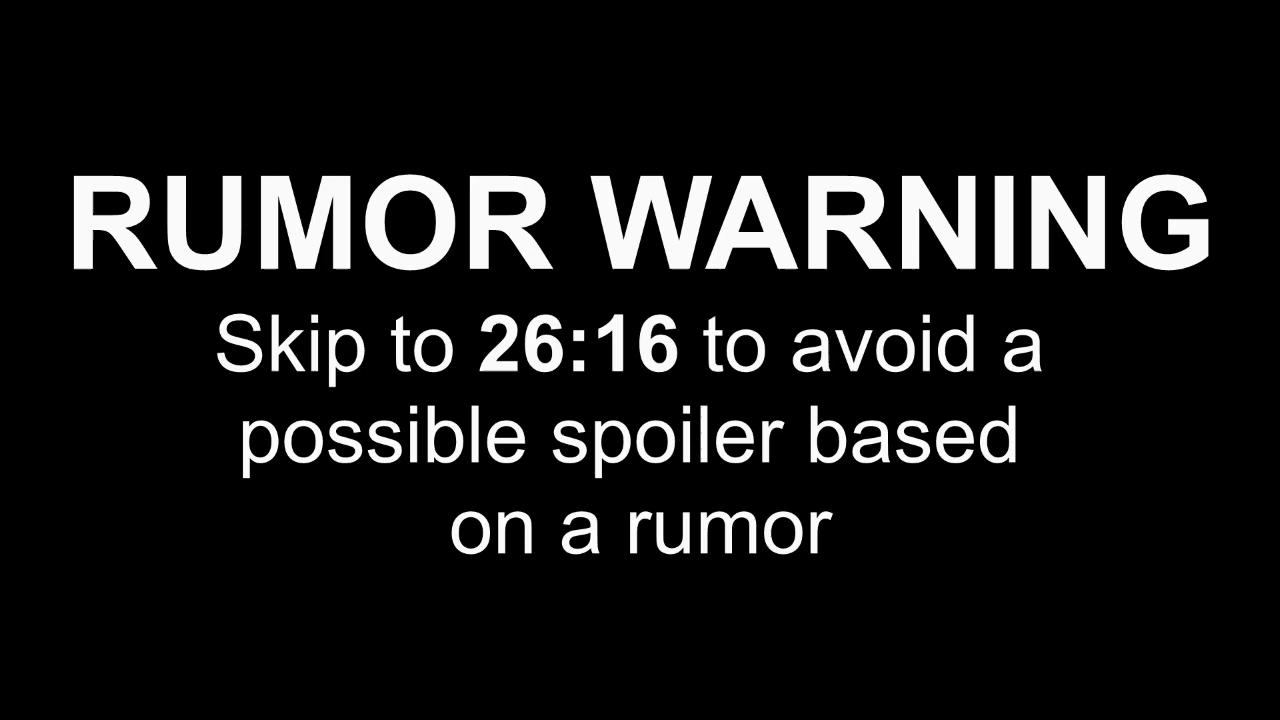 RUMOR WARNING
Skip to 26:16 to avoid a
possible spoiler based
on a rumor